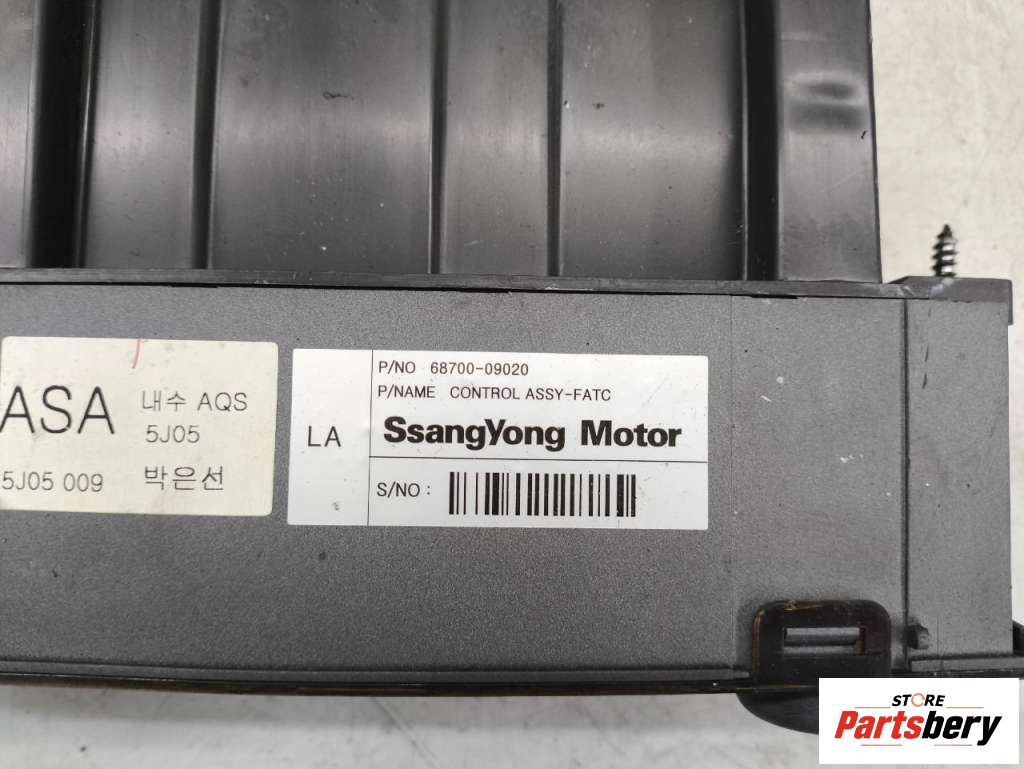 ASA
내수 AQS
5J05
5J05 009 박은선
LA
P/NO 68700-09020
P/NAME CONTROL ASSY-FATC
SsangYong Motor
S/NO :
STORE
Partsbery